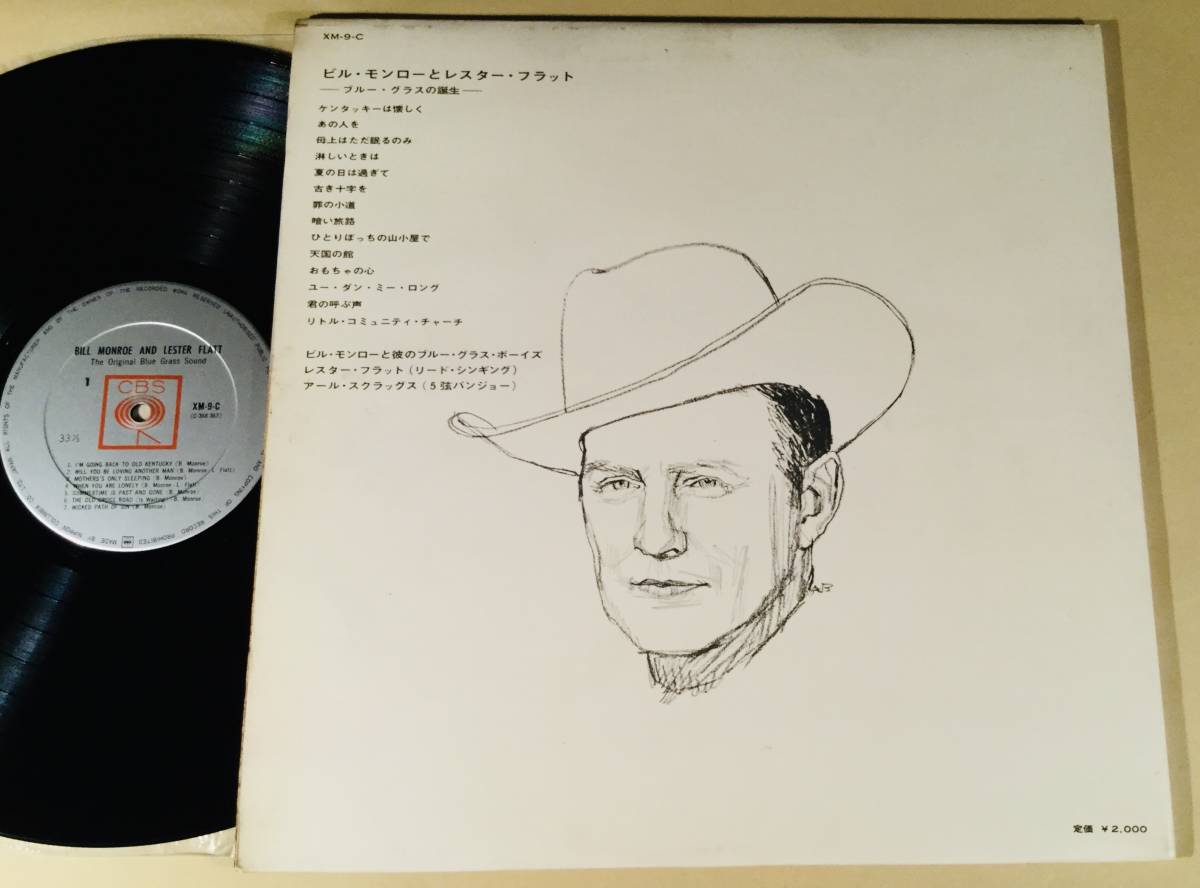 XM-9-C
ビル・モンローとレスター・フラット
―ブルー・グラスの誕生―
ケンタッキーは懐しく
あの人を
母上はただ眠るのみ
淋しいときは
夏の日は過ぎて
古き十字を
罪の小道
喰い旅路
ひとりぼっちの山小屋で
天国の館
おもちゃの心
ユー・ダン・ミー・ロング
君の呼ぶ声
リトル・コミュニティ・チャーチ
ビル・モンローと彼のブルー・グラス・ボーイズ
レスター・フラット(リード・シンギング)
アール・スクラッグス(5弦バンジョー)
定価 ¥2,000
BILL MONROE AND LESTER FLATT
The Original Blue Grass Sound
1
CBS
XM-9-C
33⅓
1. I'M GOING BACK TO OLD KENTUCKY (B. Monroe)
2. WILL YOU BE LOVING ANOTHER MAN (B. Monroe, L. Flatt)
3. MOTHERS'S ONLY SLEEPING (B. Monroe)
4. WHEN YOU ARE LONELY (B. Monroe L. Flatt)
5. SUMMERTIME IS PAST AND GONE (B. Monroe)
6. THE OLD CROSS ROAD (Is Waiting) (B. Monroe
7. WICKED PATH OF SIN (B. Monroe)